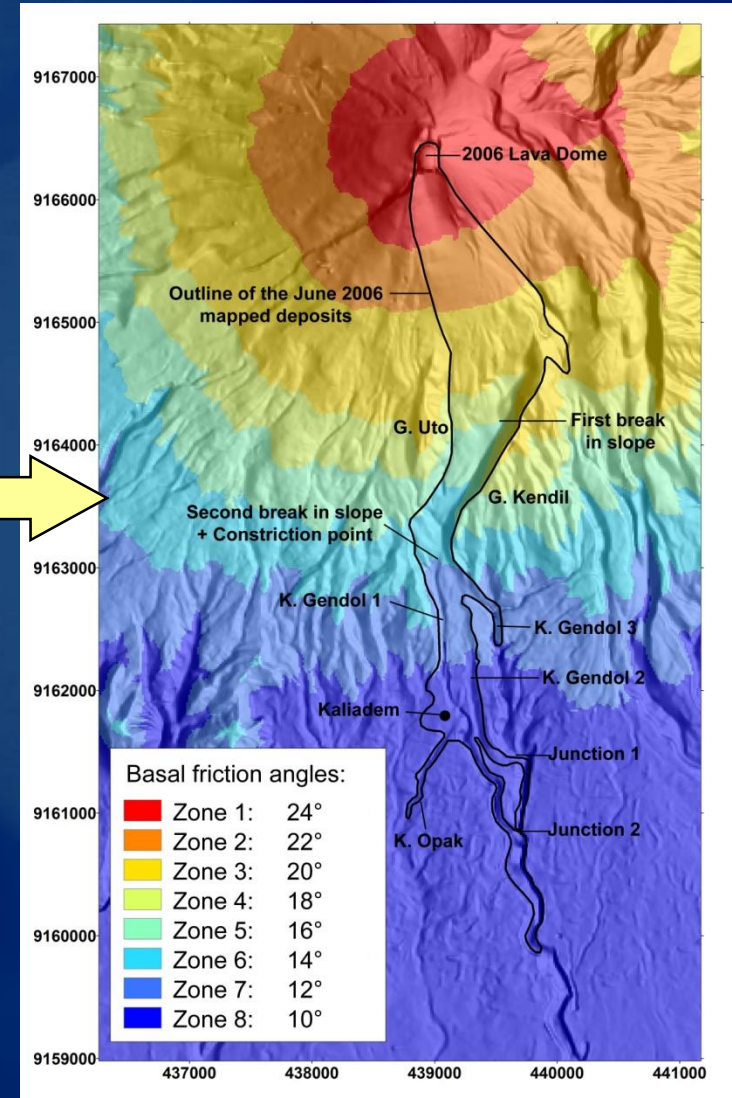 9167000
9166000
9165000
9164000
9163000
9162000
9161000
9160000
9159000
2006 Lava Dome
Outline of the June 2006
mapped deposits
G. Uto
First break
in slope
G. Kendil
Second break in slope
+ Constriction point
K. Gendol 1
K. Gendol 3
K. Gendol 2
Kaliadem
Junction 1
Junction 2
K. Opak
Basal friction angles:
Zone 1: 24°
Zone 2: 22°
Zone 3: 20°
Zone 4: 18°
Zone 5: 16°
Zone 6: 14°
Zone 7: 12°
Zone 8: 10°
437000 438000 439000 440000 441000